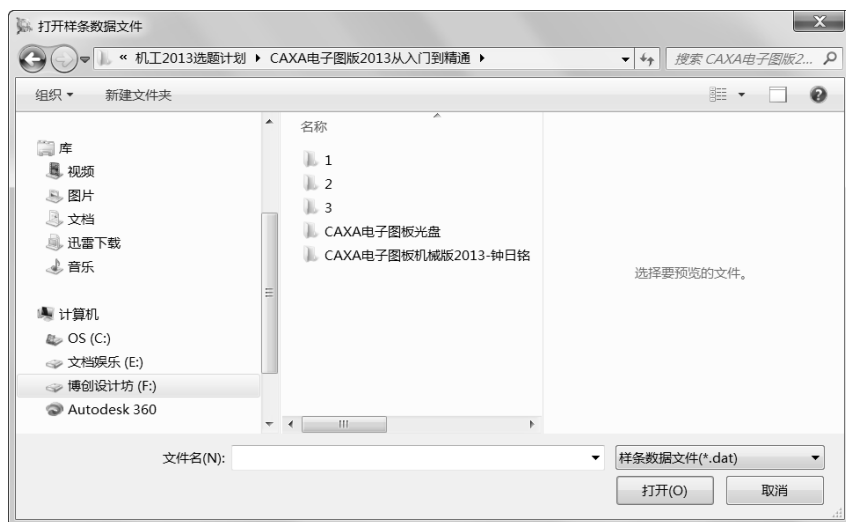 打开样条数据文件
« 机工2013选题计划 ▸ CAXA电子图版2013从入门到精通 ▸
搜索 CAXA电子图版2...
组织 新建文件夹
名称
库
视频
图片
文档
迅雷下载
音乐
计算机
OS (C:)
文档娱乐 (E:)
博创设计坊 (F:)
Autodesk 360
1
2
3
CAXA电子图板光盘
CAXA电子图板机械版2013-钟日铭
选择要预览的文件。
文件名(N):
样条数据文件(*.dat)
打开(O) 取消